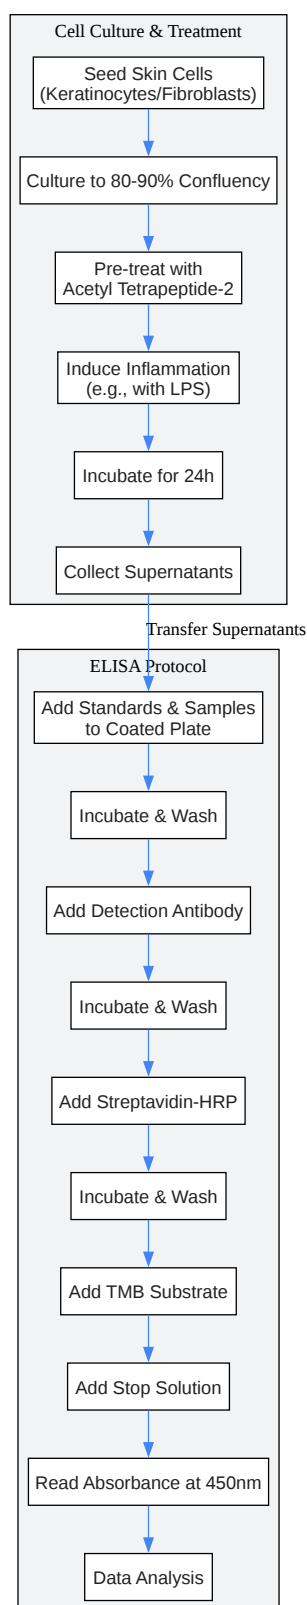 Cell Culture & Treatment
Seed Skin Cells
(Keratinocytes/Fibroblasts)
Culture to 80-90% Confluency
Pre-treat with
Acetyl Tetrapeptide-2
Induce Inflammation
(e.g., with LPS)
Incubate for 24h
Collect Supernatants
Transfer Supernatants
ELISA Protocol
Add Standards & Samples
to Coated Plate
Incubate & Wash
Add Detection Antibody
Incubate & Wash
Add Streptavidin-HRP
Incubate & Wash
Add TMB Substrate
Add Stop Solution
Read Absorbance at 450nm
Data Analysis